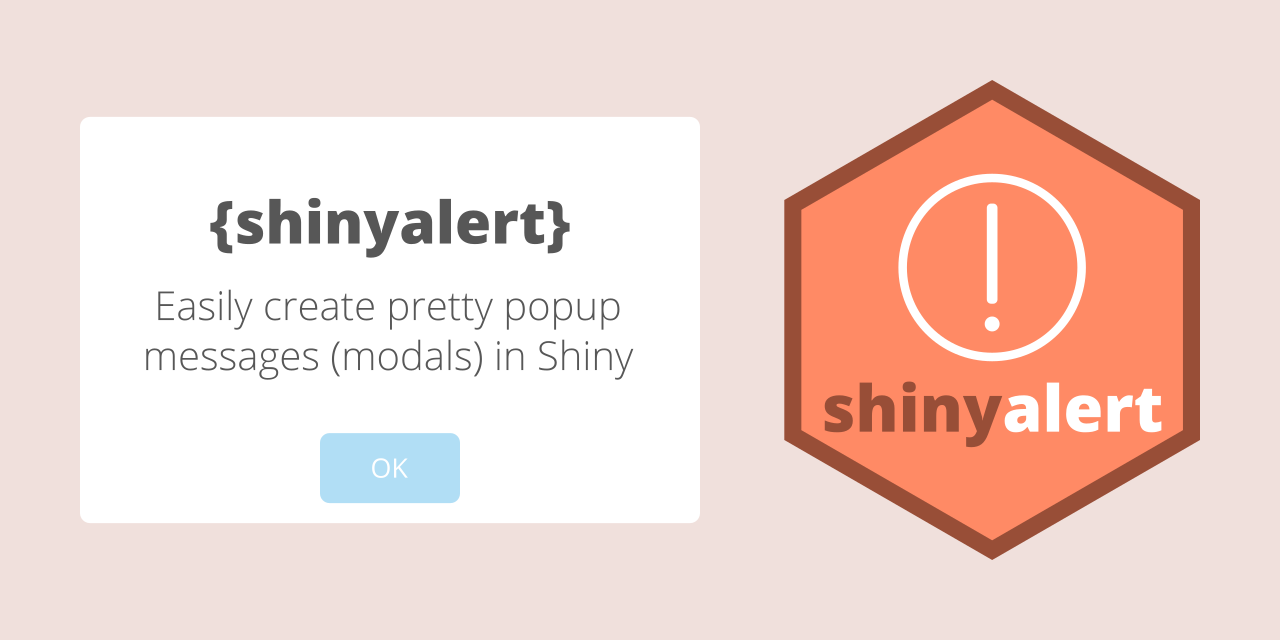 {shinyalert}
Easily create pretty popup
messages (modals) in Shiny
OK
shinyalert